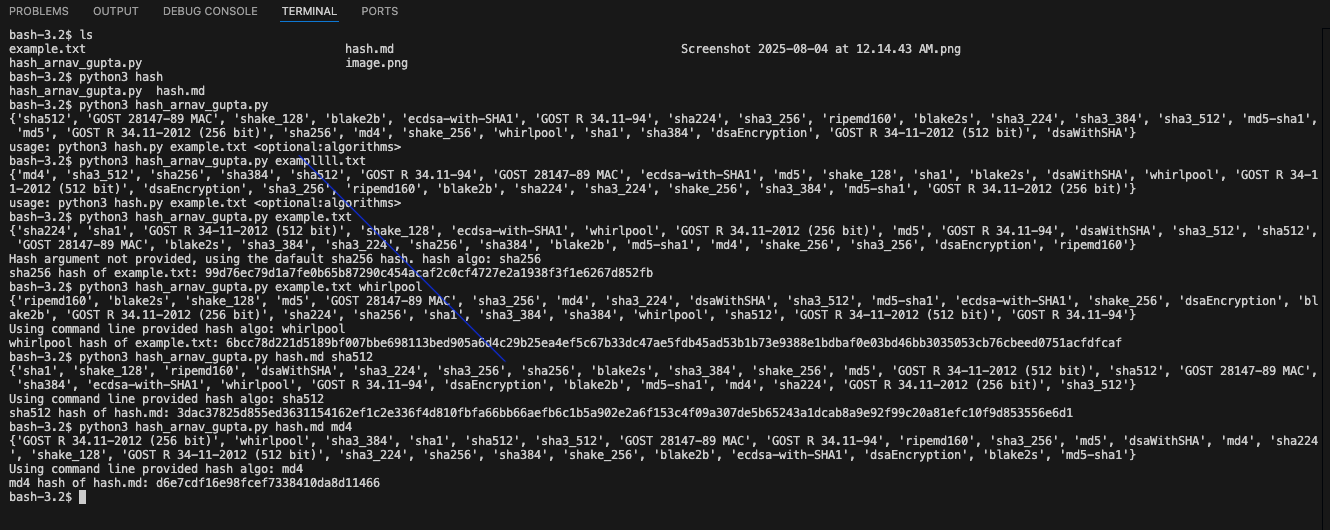 PROBLEMS OUTPUT DEBUG CONSOLE TERMINAL PORTS
bash-3.2$ ls
example.txt hash.md Screenshot 2025-08-04 at 12.14.43 AM.png
hash_arnav_gupta.py image.png
bash-3.2$ python3 hash
hash_arnav_gupta.py hash.md
bash-3.2$ python3 hash_arnav_gupta.py
{'sha512', 'GOST 28147-89 MAC', 'shake_128', 'blake2b', 'ecdsa-with-SHA1', 'GOST R 34.11-94', 'sha224', 'sha3_256', 'ripemd160', 'blake2s', 'sha3_224', 'sha3_384', 'sha3_512', 'md5-sha1',
'md5', 'GOST R 34.11-2012 (256 bit)', 'sha256', 'md4', 'shake_256', 'whirlpool', 'sha1', 'sha384', 'dsaEncryption', 'GOST R 34-11-2012 (512 bit)', 'dsaWithSHA'}
usage: python3 hash.py example.txt <optional:algorithms>
bash-3.2$ python3 hash_arnav_gupta.py exampllll.txt
{'md4', 'sha3_512', 'sha256', 'sha384', 'sha512', 'GOST R 34.11-94', 'GOST 28147-89 MAC', 'ecdsa-with-SHA1', 'md5', 'shake_128', 'sha1', 'blake2s', 'dsaWithSHA', 'whirlpool', 'GOST R 34-1
1-2012 (512 bit)', 'dsaEncryption', 'sha3_256', 'ripemd160', 'blake2b', 'sha224', 'sha3_224', 'shake_256', 'sha3_384', 'md5-sha1', 'GOST R 34.11-2012 (256 bit)'}
usage: python3 hash.py example.txt <optional:algorithms>
bash-3.2$ python3 hash_arnav_gupta.py example.txt
{'sha224', 'sha1', 'GOST R 34-11-2012 (512 bit)', 'shake_128', 'ecdsa-with-SHA1', 'whirlpool', 'GOST R 34.11-2012 (256 bit)', 'md5', 'GOST R 34.11-94', 'dsaWithSHA', 'sha3_512', 'sha512',
'GOST 28147-89 MAC', 'blake2s', 'sha3_384', 'sha3_224', 'sha256', 'sha384', 'blake2b', 'md5-sha1', 'md4', 'shake_256', 'sha3_256', 'dsaEncryption', 'ripemd160'}
Hash argument not provided, using the dafault sha256 hash. hash algo: sha256
sha256 hash of example.txt: 99d76ec79d1a7fe0b65b87290c454acaf2c0cf4727e2a1938f3f1e6267d852fb
bash-3.2$ python3 hash_arnav_gupta.py example.txt whirlpool
{'ripemd160', 'blake2s', 'shake_128', 'md5', 'GOST 28147-89 MAC', 'sha3_256', 'md4', 'sha3_224', 'dsaWithSHA', 'sha3_512', 'md5-sha1', 'ecdsa-with-SHA1', 'shake_256', 'dsaEncryption', 'bl
ake2b', 'GOST R 34.11-2012 (256 bit)', 'sha224', 'sha256', 'sha1', 'sha3_384', 'sha384', 'whirlpool', 'sha512', 'GOST R 34-11-2012 (512 bit)', 'GOST R 34.11-94'}
Using command line provided hash algo: whirlpool
whirlpool hash of example.txt: 6bcc78d221d5189bf007bbe698113bed905a6d4c29b25ea4ef5c67b33dc47ae5fdb45ad53b1b73e9388e1bdbaf0e03bd46bb3035053cb76cbeed0751acfdfcaf
bash-3.2$ python3 hash_arnav_gupta.py hash.md sha512
{'sha1', 'shake_128', 'ripemd160', 'dsaWithSHA', 'sha3_224', 'sha3_256', 'sha256', 'blake2s', 'sha3_384', 'shake_256', 'md5', 'GOST R 34-11-2012 (512 bit)', 'sha512', 'GOST 28147-89 MAC',
'sha384', 'ecdsa-with-SHA1', 'whirlpool', 'GOST R 34.11-94', 'dsaEncryption', 'blake2b', 'md5-sha1', 'md4', 'sha224', 'GOST R 34.11-2012 (256 bit)', 'sha3_512'}
Using command line provided hash algo: sha512
sha512 hash of hash.md: 3dac37825d855ed3631154162ef1c2e336f4d810fbfa66bb66aefb6c1b5a902e2a6f153c4f09a307de5b65243a1dcab8a9e92f99c20a81efc10f9d853556e6d1
bash-3.2$ python3 hash_arnav_gupta.py hash.md md4
{'GOST R 34.11-2012 (256 bit)', 'whirlpool', 'sha3_384', 'sha1', 'sha512', 'sha3_512', 'GOST 28147-89 MAC', 'GOST R 34.11-94', 'ripemd160', 'sha3_256', 'md5', 'dsaWithSHA', 'md4', 'sha224
', 'shake_128', 'GOST R 34-11-2012 (512 bit)', 'sha3_224', 'sha256', 'sha384', 'shake_256', 'blake2b', 'ecdsa-with-SHA1', 'dsaEncryption', 'blake2s', 'md5-sha1'}
Using command line provided hash algo: md4
md4 hash of hash.md: d6e7cdf16e98fcef7338410da8d11466
bash-3.2$